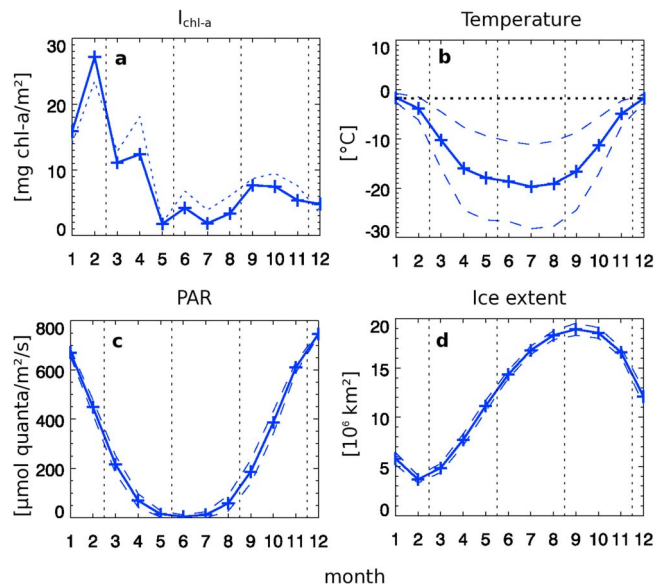 I chl-a
Temperature
[mg chl-a/m²]
30
20
10
0
a
1 2 3 4 5 6 7 8 9 10 11 12
[°C]
10
0
-10
-20
-30
b
1 2 3 4 5 6 7 8 9 10 11 12
PAR
Ice extent
[μmol quanta/m²/s]
800
600
400
200
0
c
1 2 3 4 5 6 7 8 9 10 11 12
[10⁶ km²]
20
15
10
5
0
d
1 2 3 4 5 6 7 8 9 10 11 12
month